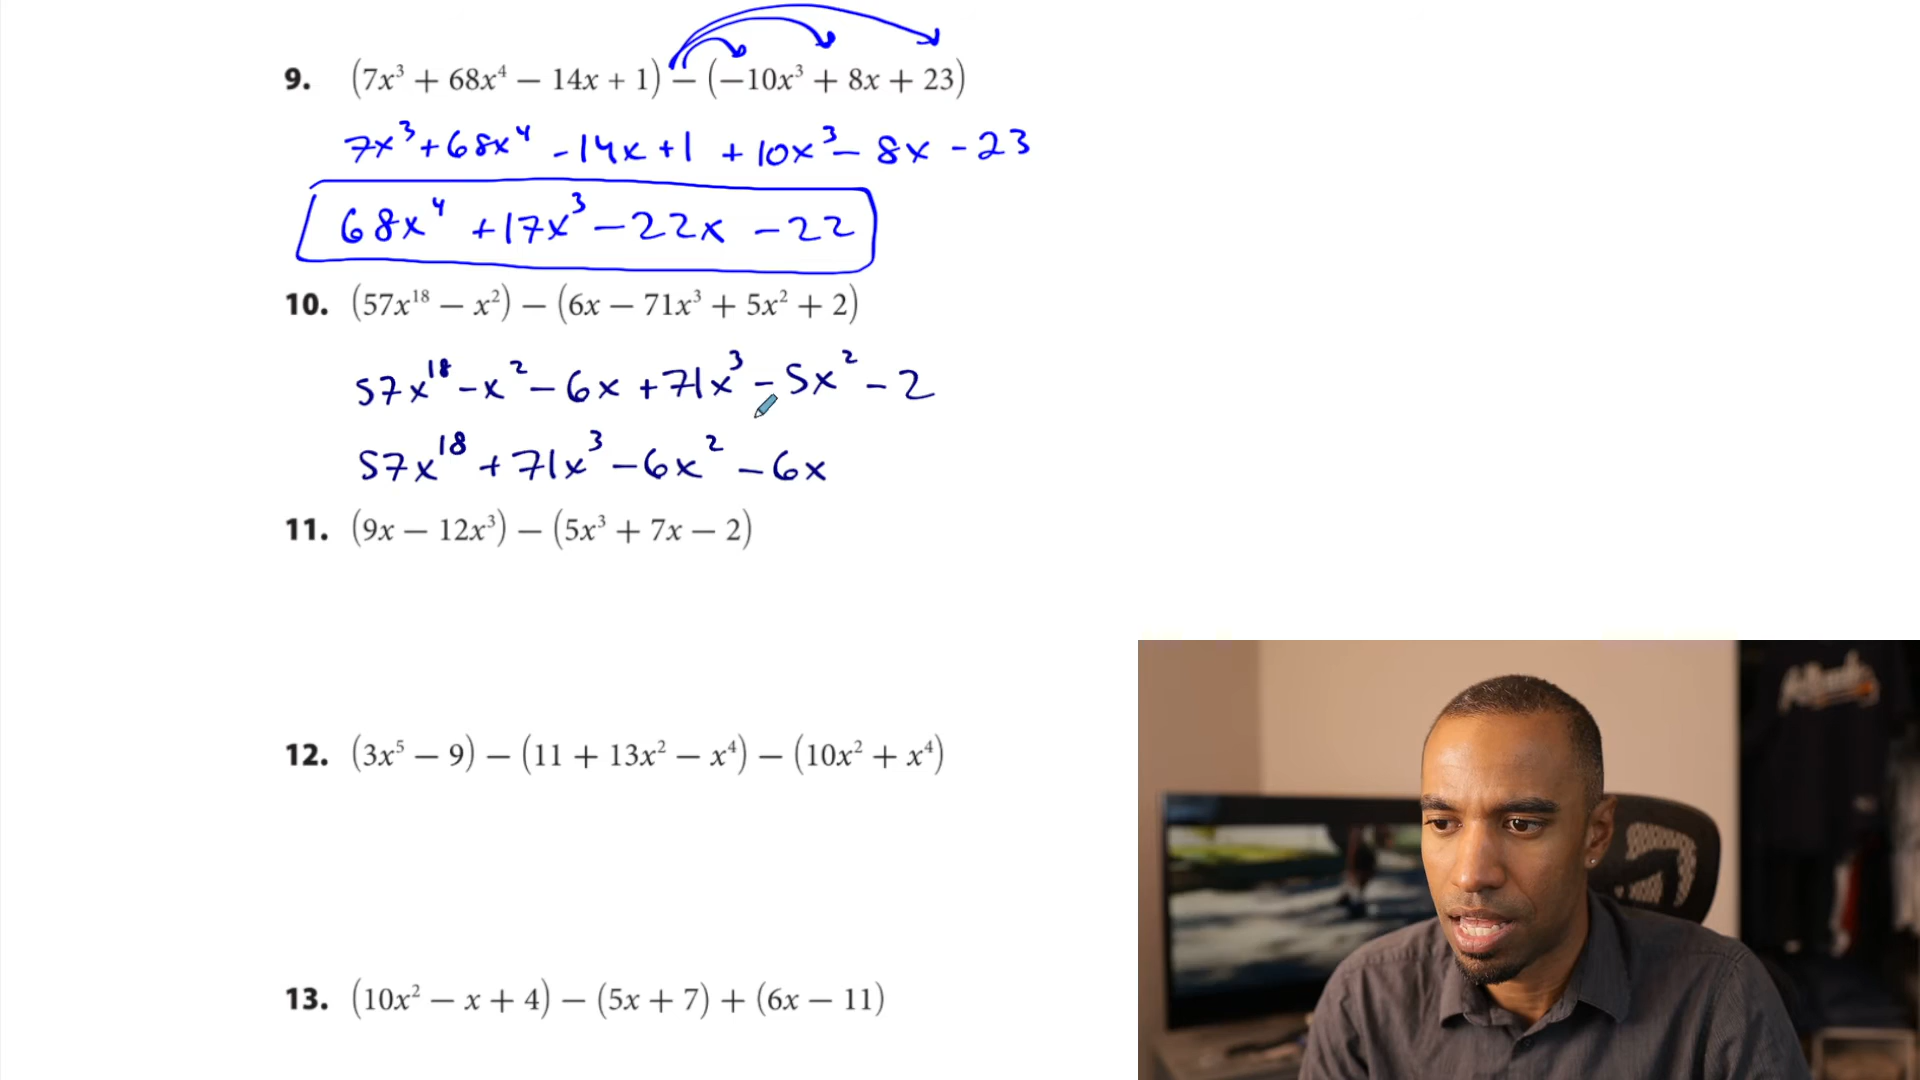 9. (7x³ + 68x⁴ – 14x + 1) – (–10x³ + 8x + 23)
7x³ + 68x⁴ – 14x + 1 + 10x³ – 8x – 23
68x⁴ + 17x³ – 22x – 22
10. (57x¹⁸ – x²) – (6x – 71x³ + 5x² + 2)
57x¹⁸ – x² – 6x + 71x³ – 5x² – 2
57x¹⁸ + 71x³ – 6x² – 6x
11. (9x – 12x³) – (5x³ + 7x – 2)
12. (3x⁵ – 9) – (11 + 13x² – x⁴) – (10x² + x⁴)
13. (10x² – x + 4) – (5x + 7) + (6x – 11)